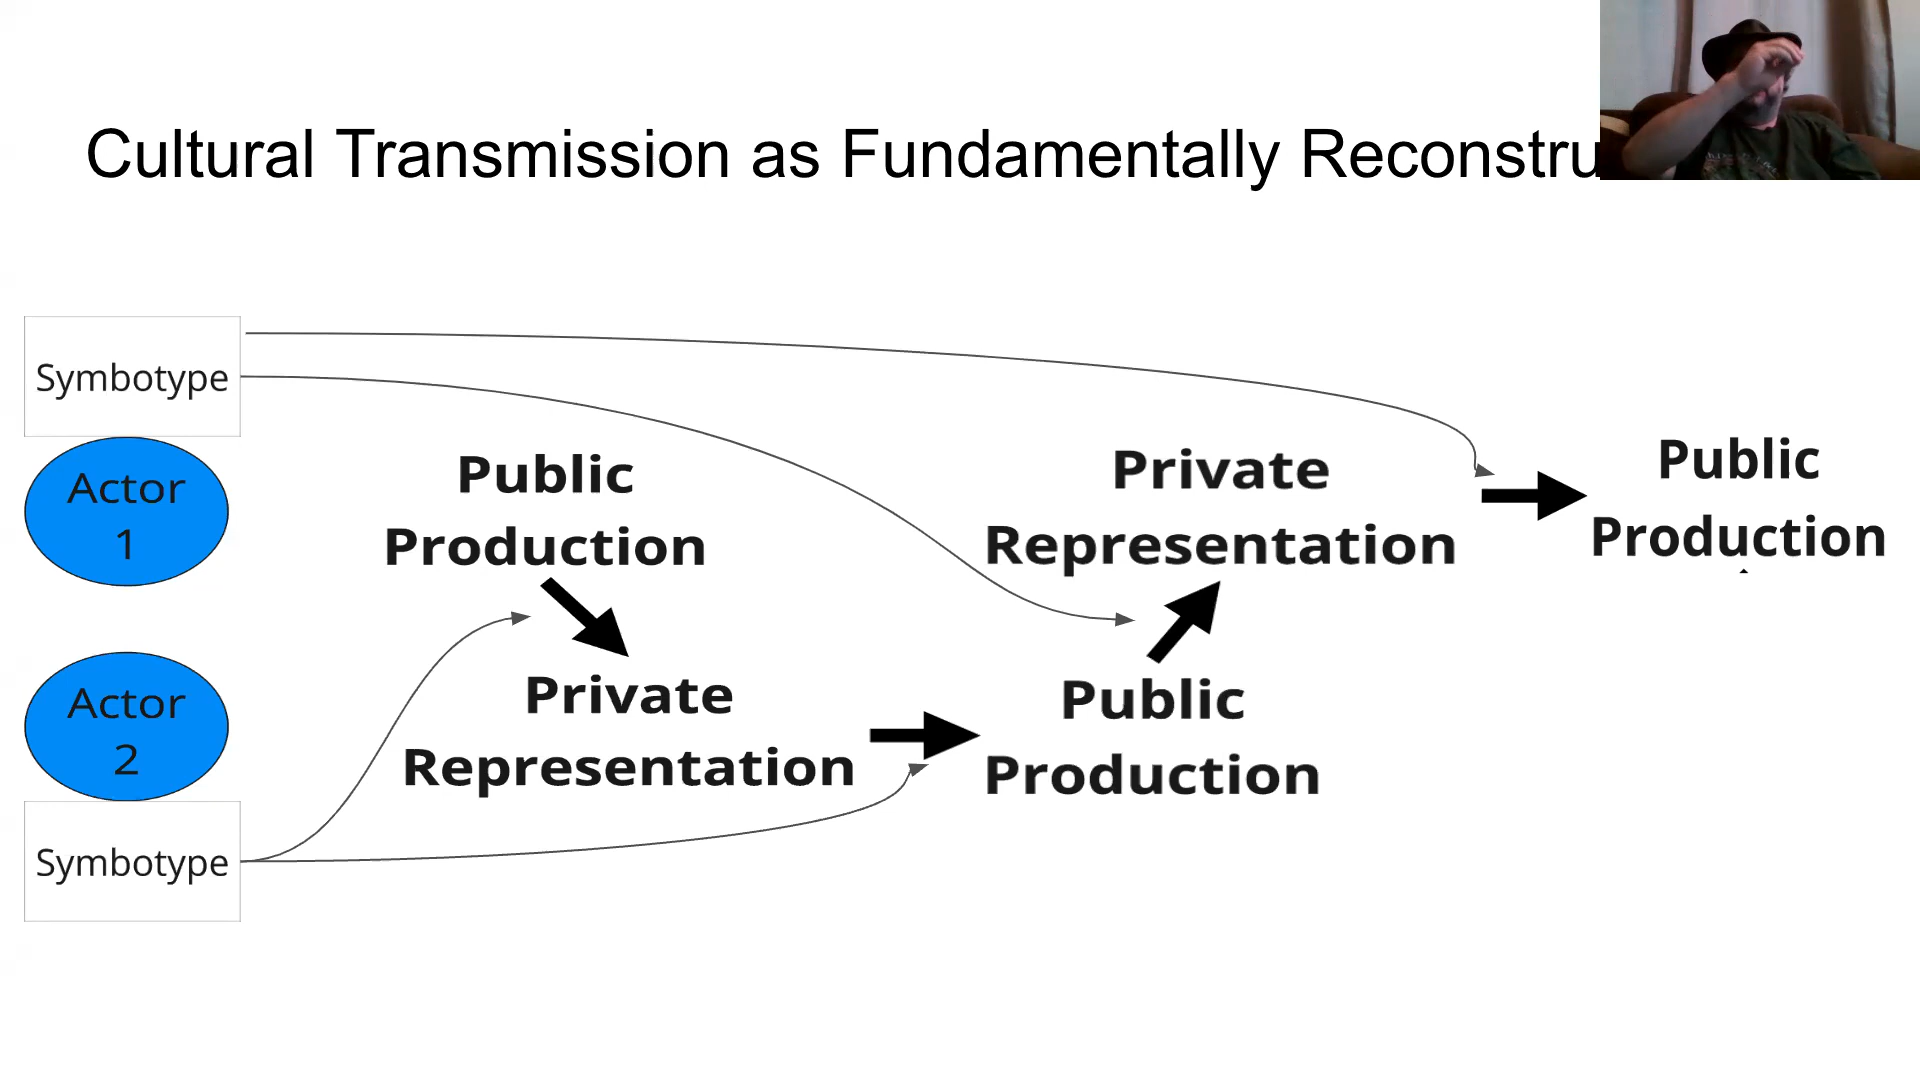 Cultural Transmission as Fundamentally
Symbotype
Actor
1
Public
Production
Private
Representation
Public
Production
Actor
2
Private
Representation
Public
Production
Symbotype